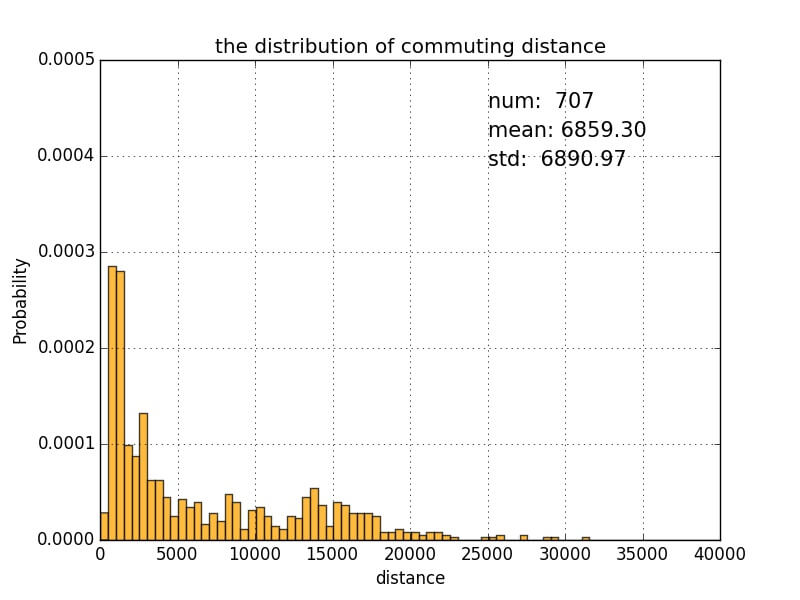 the distribution of commuting distance
0.0005
0.0004
0.0003
0.0002
0.0001
0.0000
Probability
num:  707
mean: 6859.30
std:  6890.97
0 5000 10000 15000 20000 25000 30000 35000 40000
distance